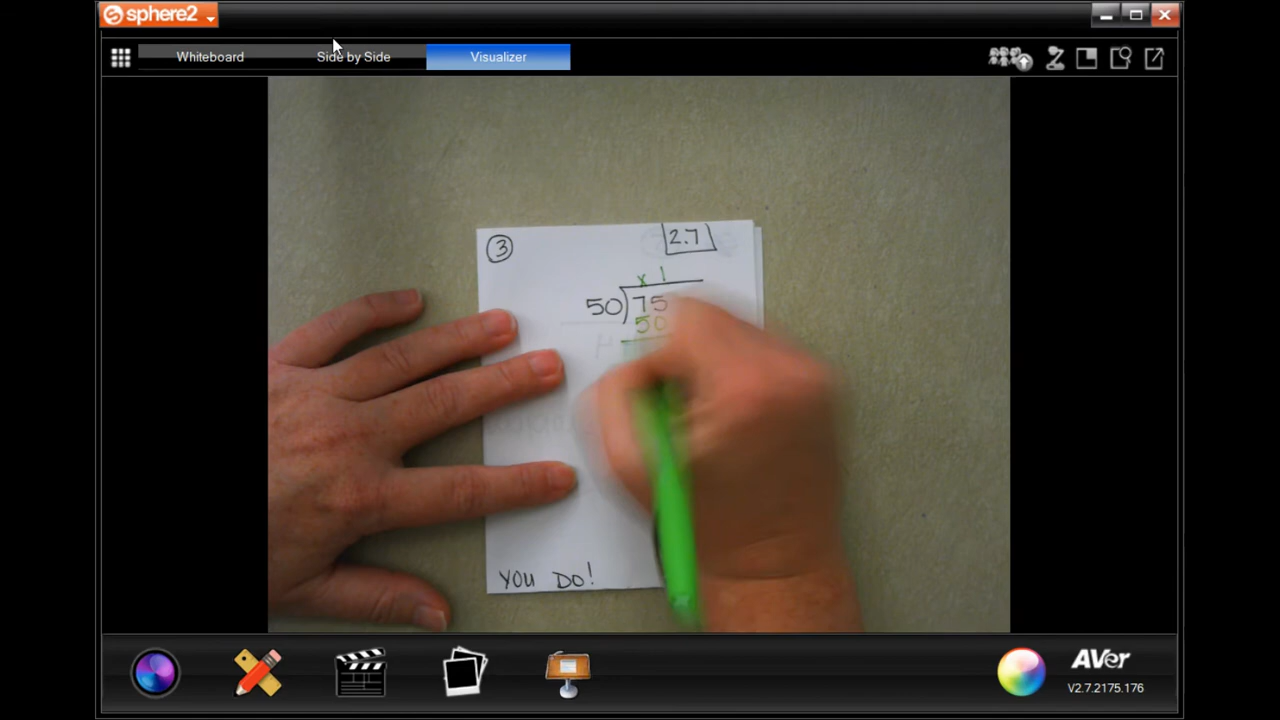 sphere2
Whiteboard Side by Side Visualizer
3 2.7
x 1
50 75
50
YOU DO!
AVer
V2.7.2175.176